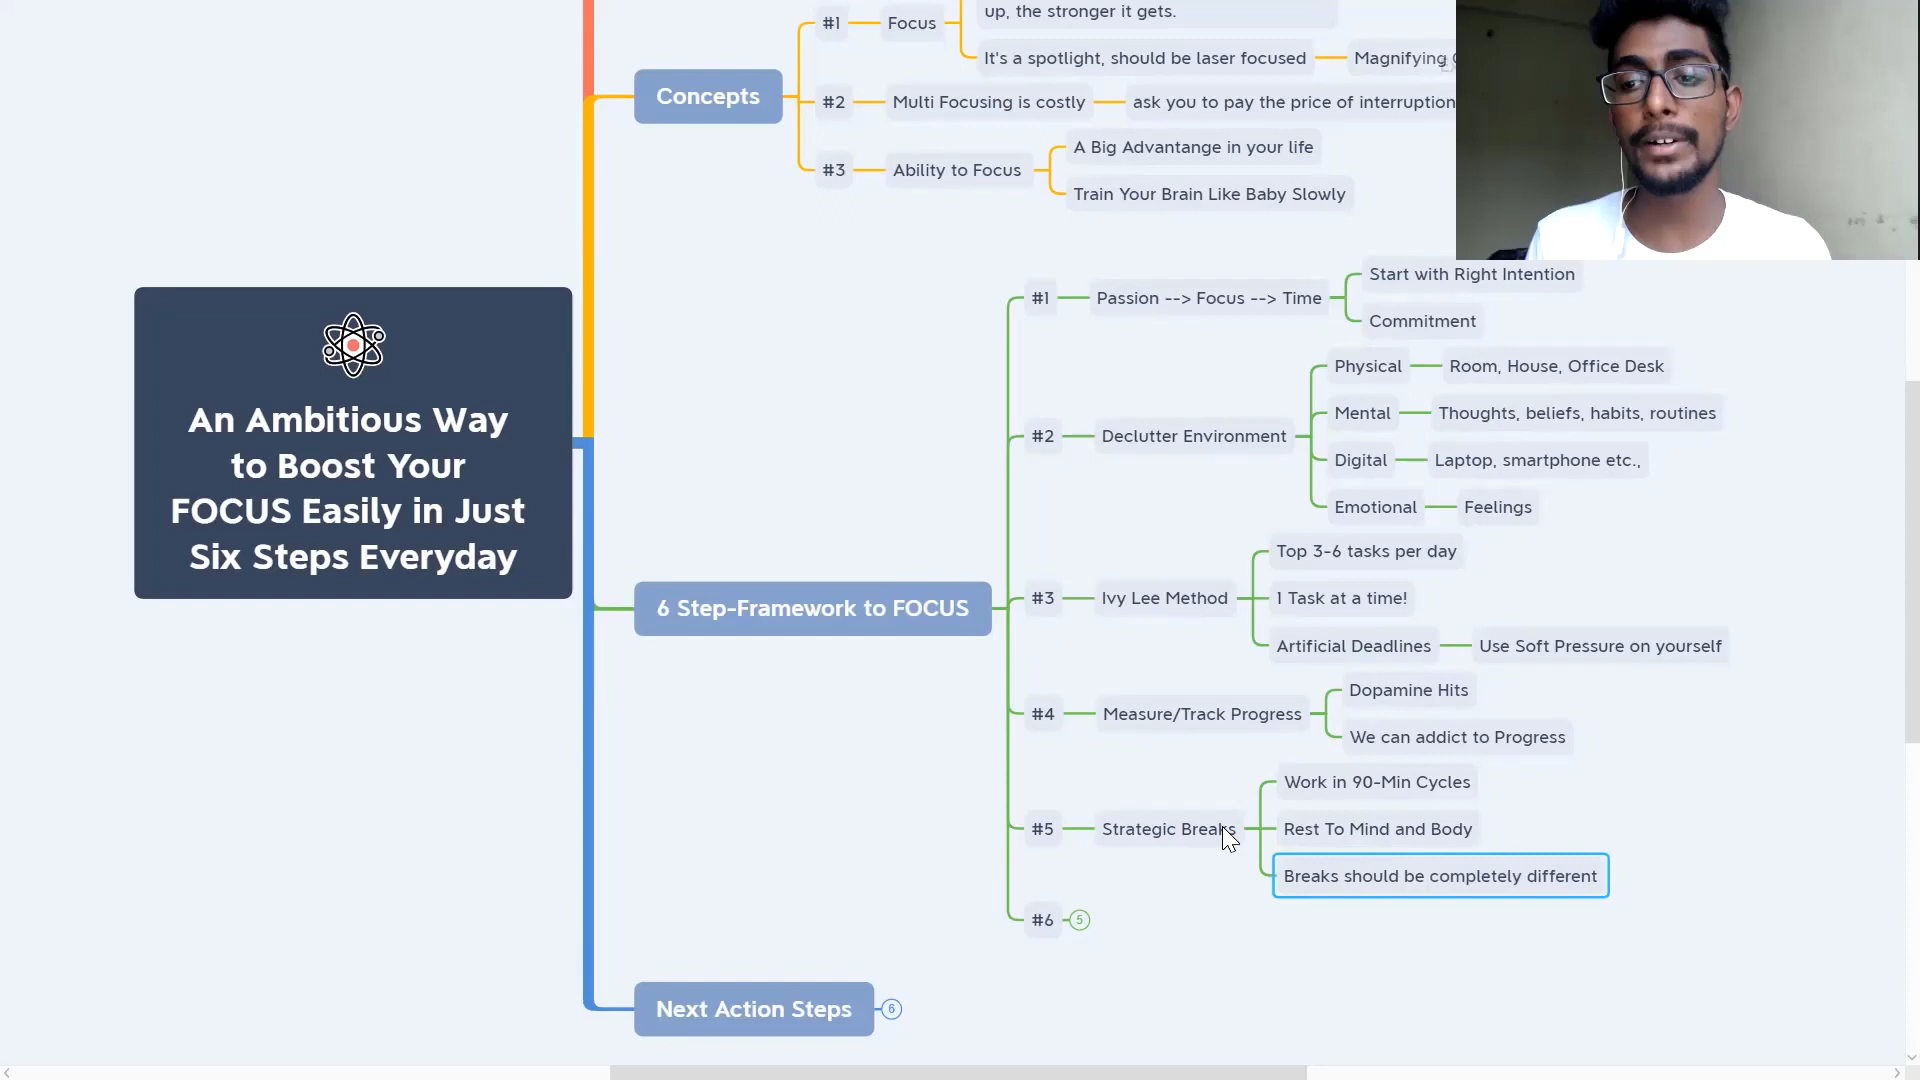 up, the stronger it gets.
#1
Focus
It's a spotlight, should be laser focused
Magnifying
Concepts
#2
Multi Focusing is costly
ask you to pay the price of interruption
#3
Ability to Focus
A Big Advantange in your life
Train Your Brain Like Baby Slowly
An Ambitious Way
to Boost Your
FOCUS Easily in Just
Six Steps Everyday
6 Step-Framework to FOCUS
#1
Passion --> Focus --> Time
Start with Right Intention
Commitment
#2
Declutter Environment
Physical
Room, House, Office Desk
Mental
Thoughts, beliefs, habits, routines
Digital
Laptop, smartphone etc.,
Emotional
Feelings
#3
Ivy Lee Method
Top 3-6 tasks per day
1 Task at a time!
Artificial Deadlines
Use Soft Pressure on yourself
#4
Measure/Track Progress
Dopamine Hits
We can addict to Progress
#5
Strategic Breaks
Work in 90-Min Cycles
Rest To Mind and Body
Breaks should be completely different
#6
5
Next Action Steps
6